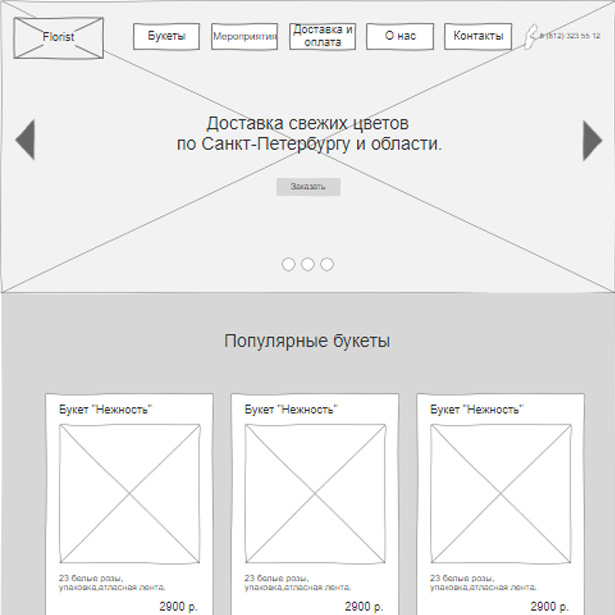 Florist
Букеты
Мероприятия
Доставка и
оплата
О нас
Контакты
8 (812) 323 55 12
Доставка свежих цветов
по Санкт-Петербургу и области.
Заказать
Популярные букеты
Букет "Нежность"
Букет "Нежность"
Букет "Нежность"
23 белые розы,
упаковка,атласная лента.
23 белые розы,
упаковка,атласная лента.
23 белые розы,
упаковка,атласная лента.
2900 р.
2900 р.
2900 р.